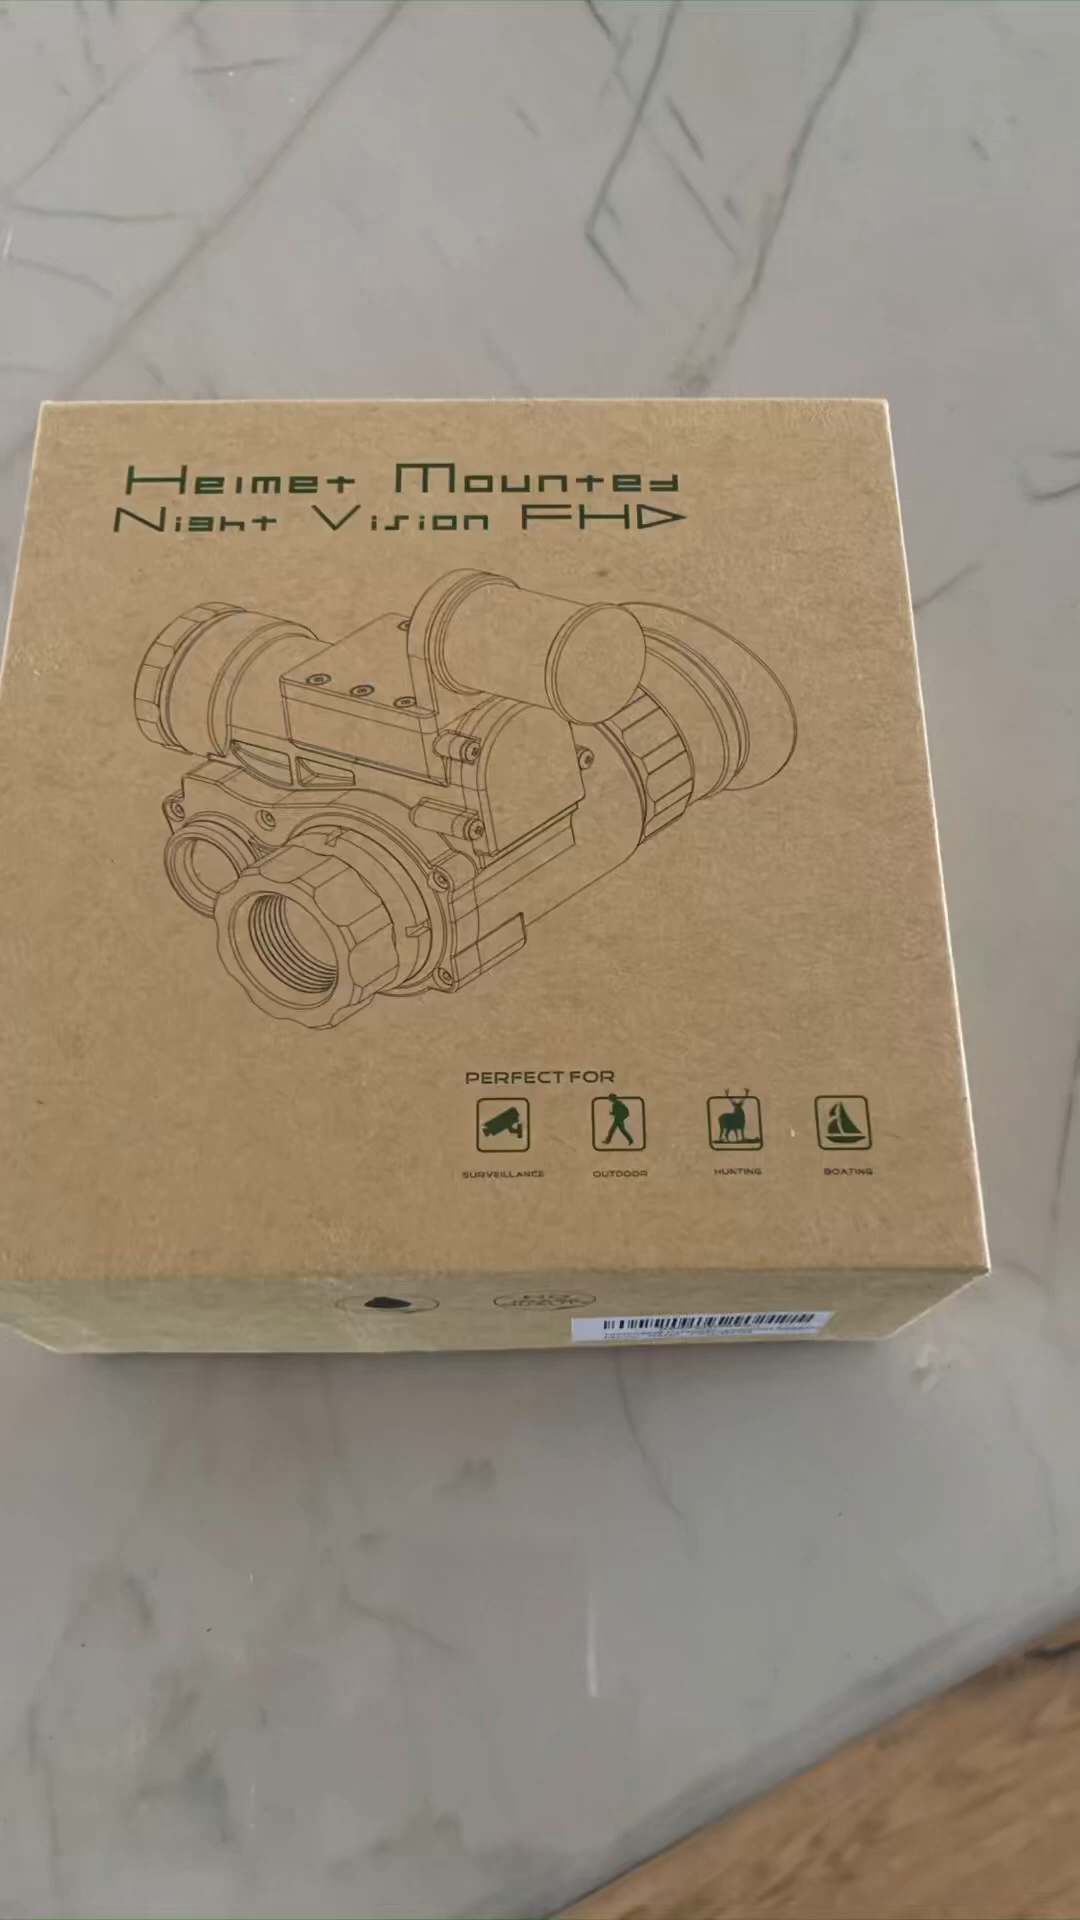 Helmet Mounted
Night Vision FHD
PERFECT FOR
SURVEILLANCE
OUTDOOR
HUNTING
BOATING